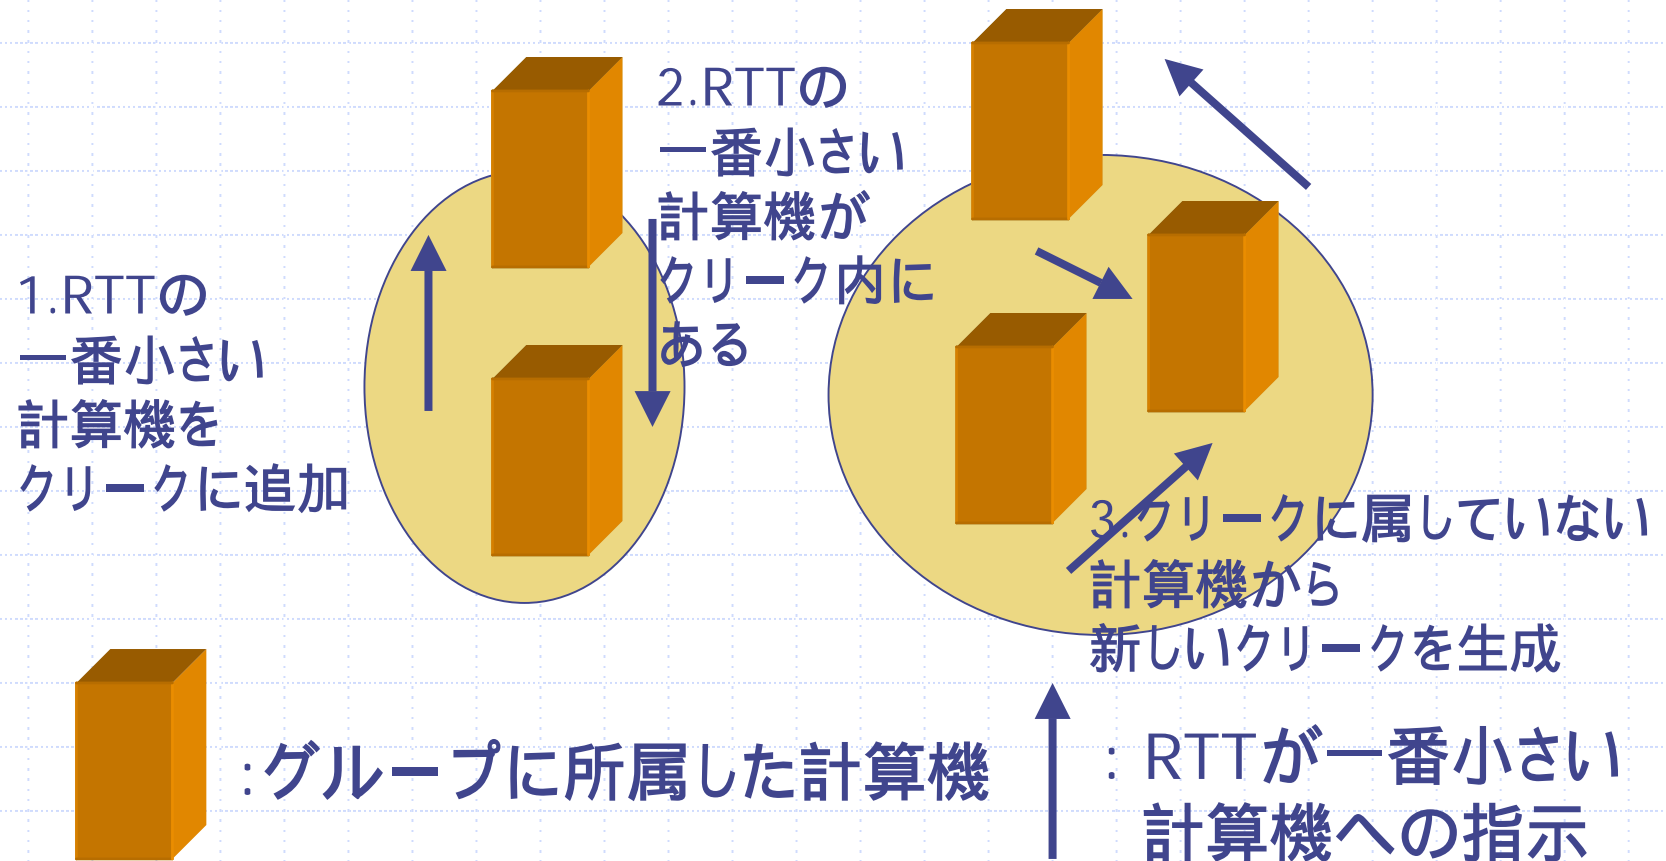 1.RTTの
一番小さい
計算機を
クリークに追加
2.RTTの
一番小さい
計算機が
クリーク内に
ある
3.クリークに属していない
計算機から
新しいクリークを生成
:グループに所属した計算機
: RTTが一番小さい
計算機への指示